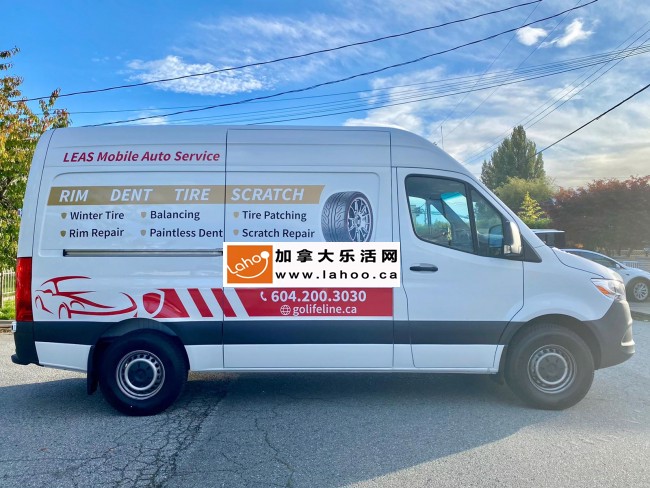 LEAS Mobile Auto Service
RIM DENT TIRE SCRATCH
Winter Tire Balancing Tire Patching
Rim Repair Paintless Dent Scratch Repair
Lahoo 加拿大乐活网
www.lahoo.ca
604.200.3030
golifeline.ca